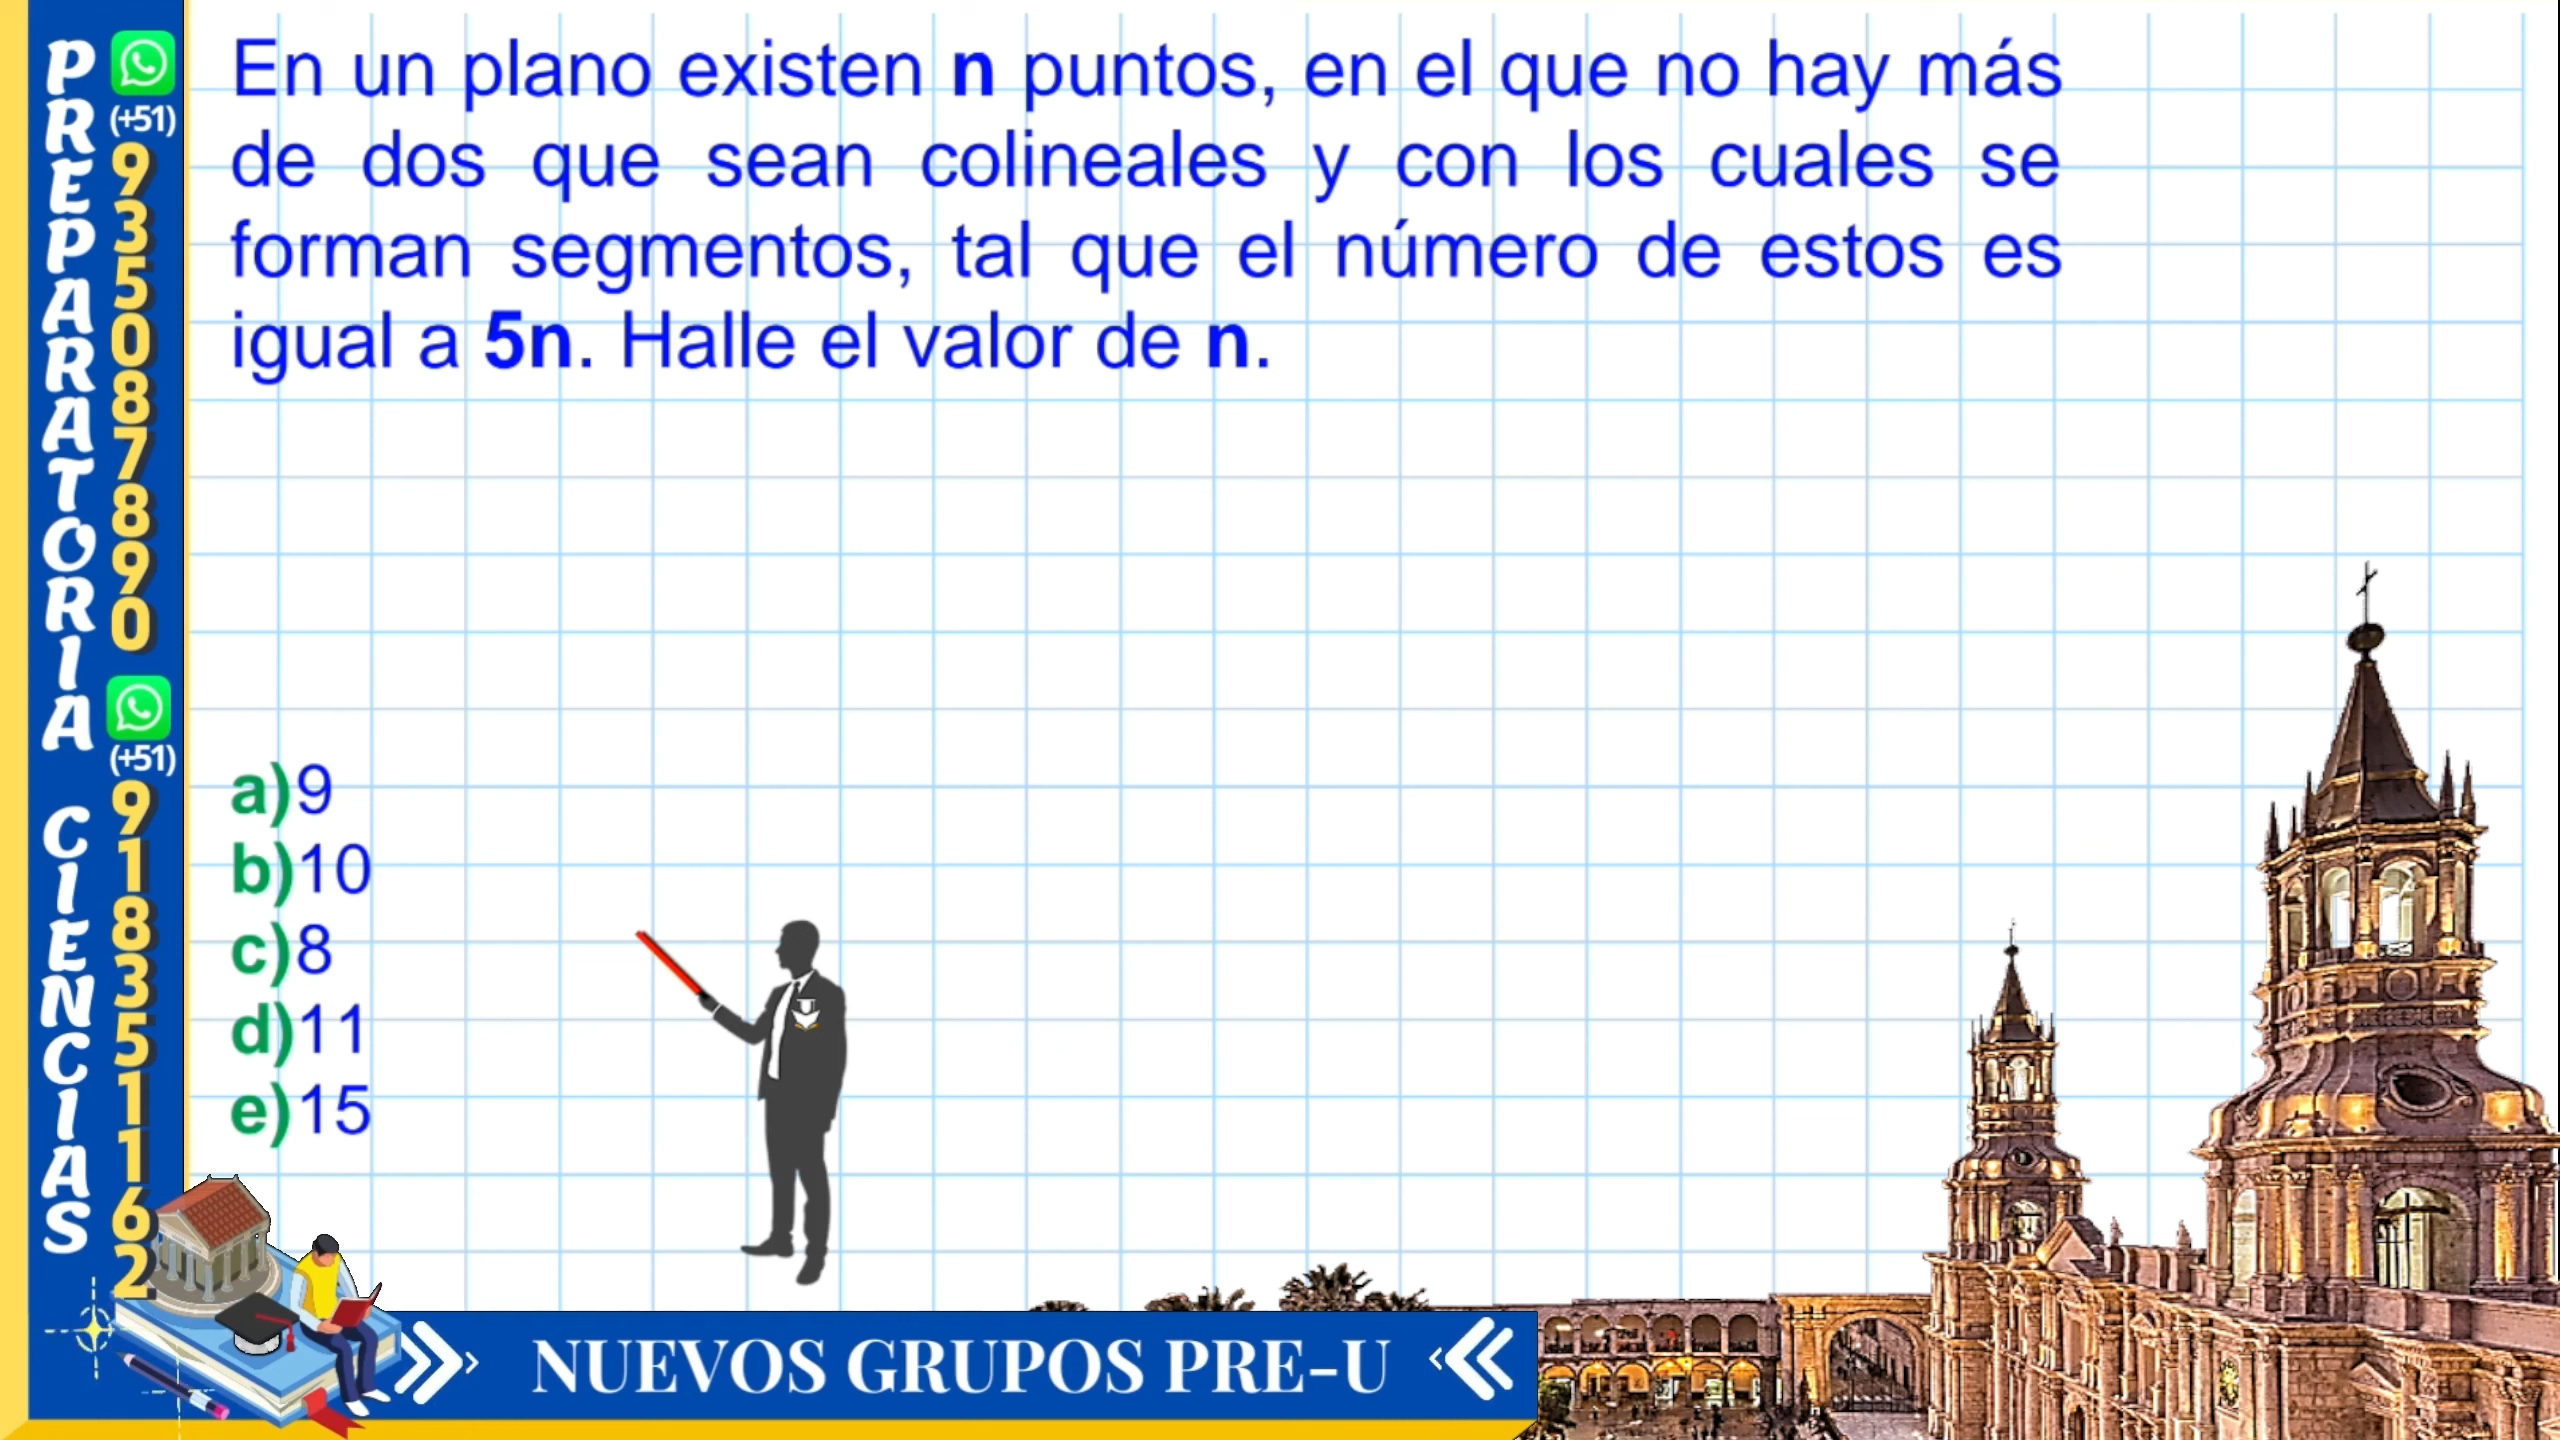 En un plano existen n puntos, en el que no hay más
de dos que sean colineales y con los cuales se
forman segmentos, tal que el número de estos es
igual a 5n. Halle el valor de n.
a)9
b)10
c)8
d)11
e)15
PREPARATORIA CIENCIAS
(+51)
935087890
(+51)
918351162
NUEVOS GRUPOS PRE-U